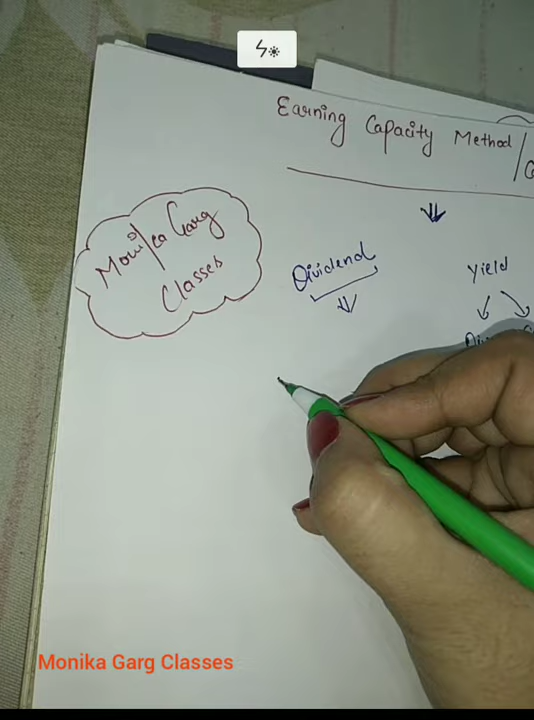 Earning Capacity Method/
Monika Garg
Classes
Dividend
Yield
Monika Garg Classes